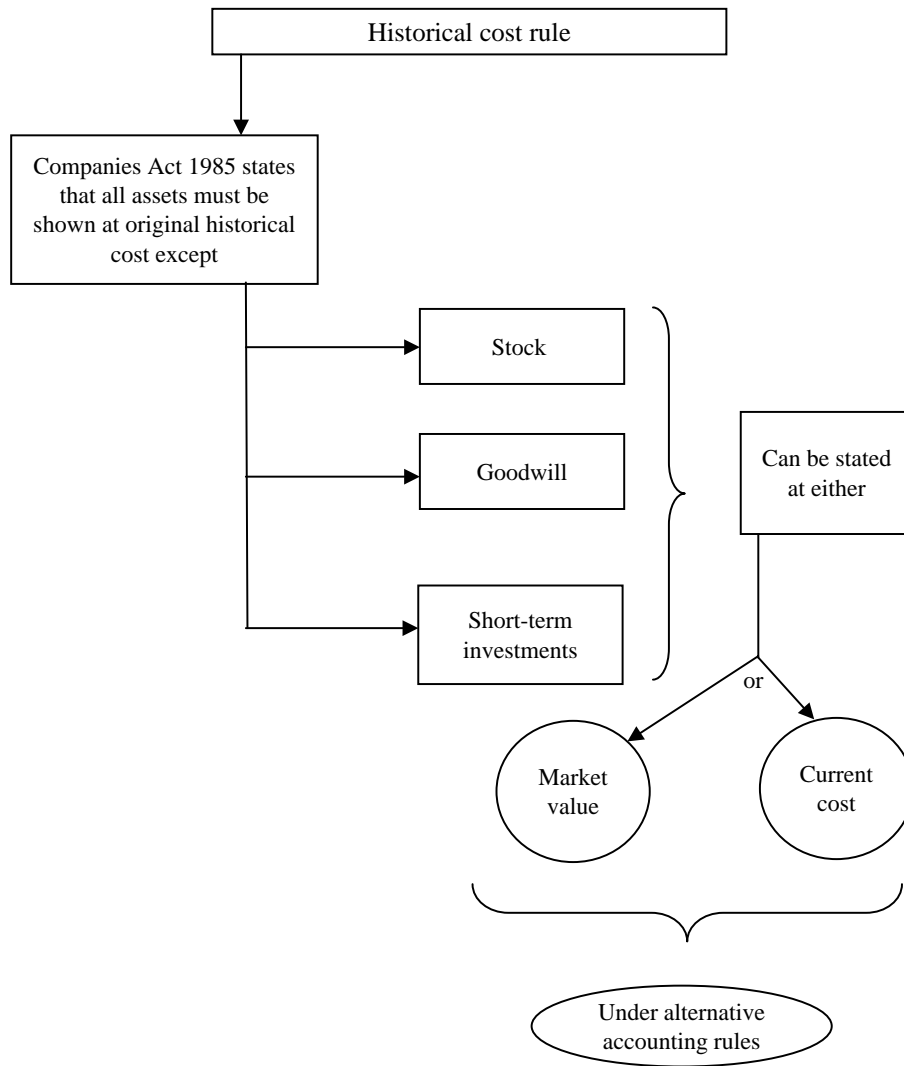 Historical cost rule
Companies Act 1985 states
that all assets must be
shown at original historical
cost except
Stock
Goodwill
Short-term
investments
Can be stated
at either
or
Market
value
Current
cost
Under alternative
accounting rules